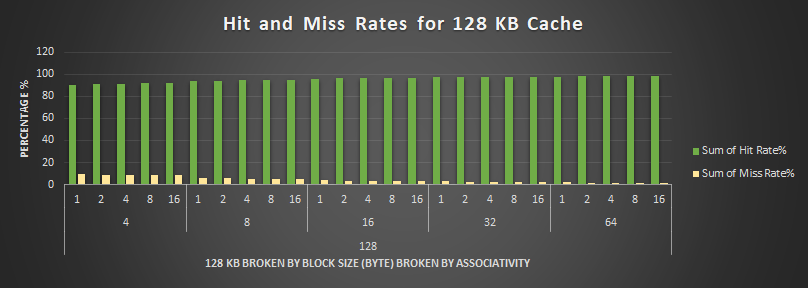 Hit and Miss Rates for 128 KB Cache
120
100
80
60
40
20
0
PERCENTAGE %
1 2 4 8 16 1 2 4 8 16 1 2 4 8 16 1 2 4 8 16 1 2 4 8 16
4 8 16 32 64
128
128 KB BROKEN BY BLOCK SIZE (BYTE) BROKEN BY ASSOCIATIVITY
Sum of Hit Rate%
Sum of Miss Rate%